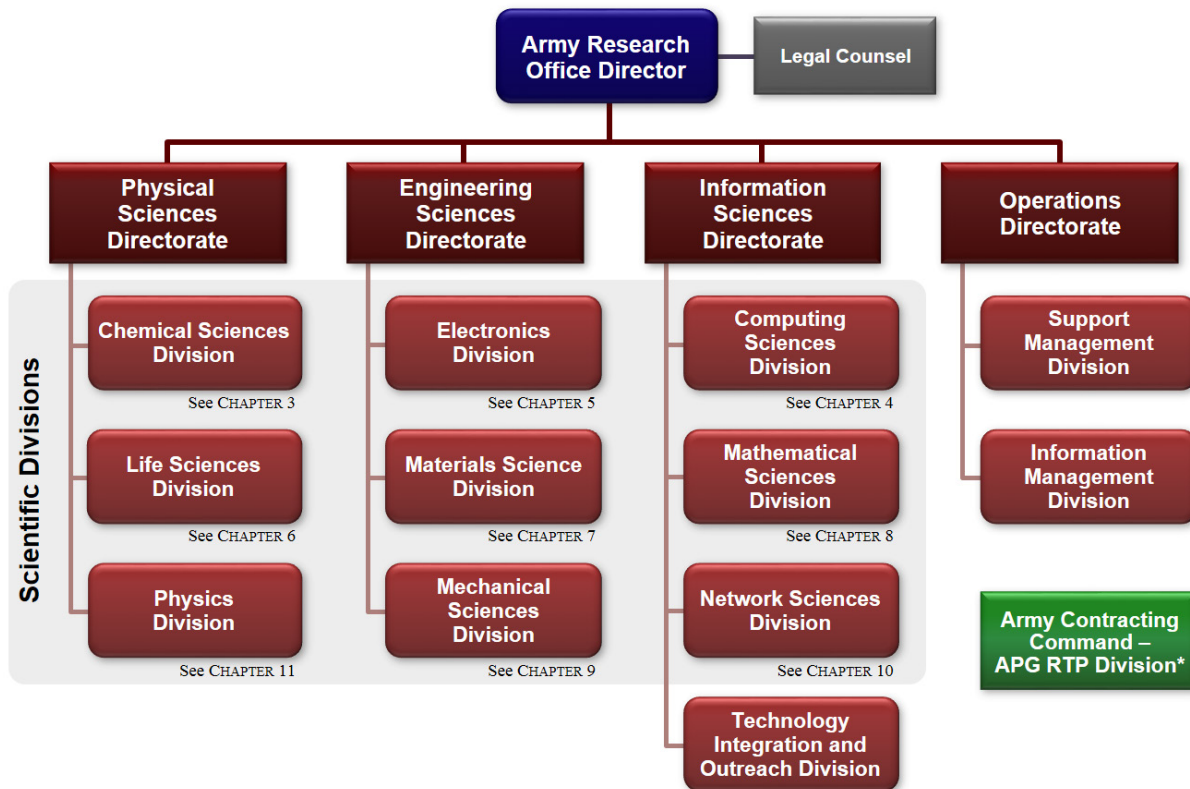 Army Research
Office Director
Legal Counsel
Physical
Sciences
Directorate
Engineering
Sciences
Directorate
Information
Sciences
Directorate
Operations
Directorate
Scientific Divisions
Chemical Sciences
Division
See CHAPTER 3
Electronics
Division
See CHAPTER 5
Computing
Sciences
Division
See CHAPTER 4
Support
Management
Division
Life Sciences
Division
See CHAPTER 6
Materials Science
Division
See CHAPTER 7
Mathematical
Sciences
Division
See CHAPTER 8
Information
Management
Division
Physics
Division
See CHAPTER 11
Mechanical
Sciences
Division
See CHAPTER 9
Network Sciences
Division
See CHAPTER 10
Army Contracting
Command –
APG RTP Division*
Technology
Integration and
Outreach Division